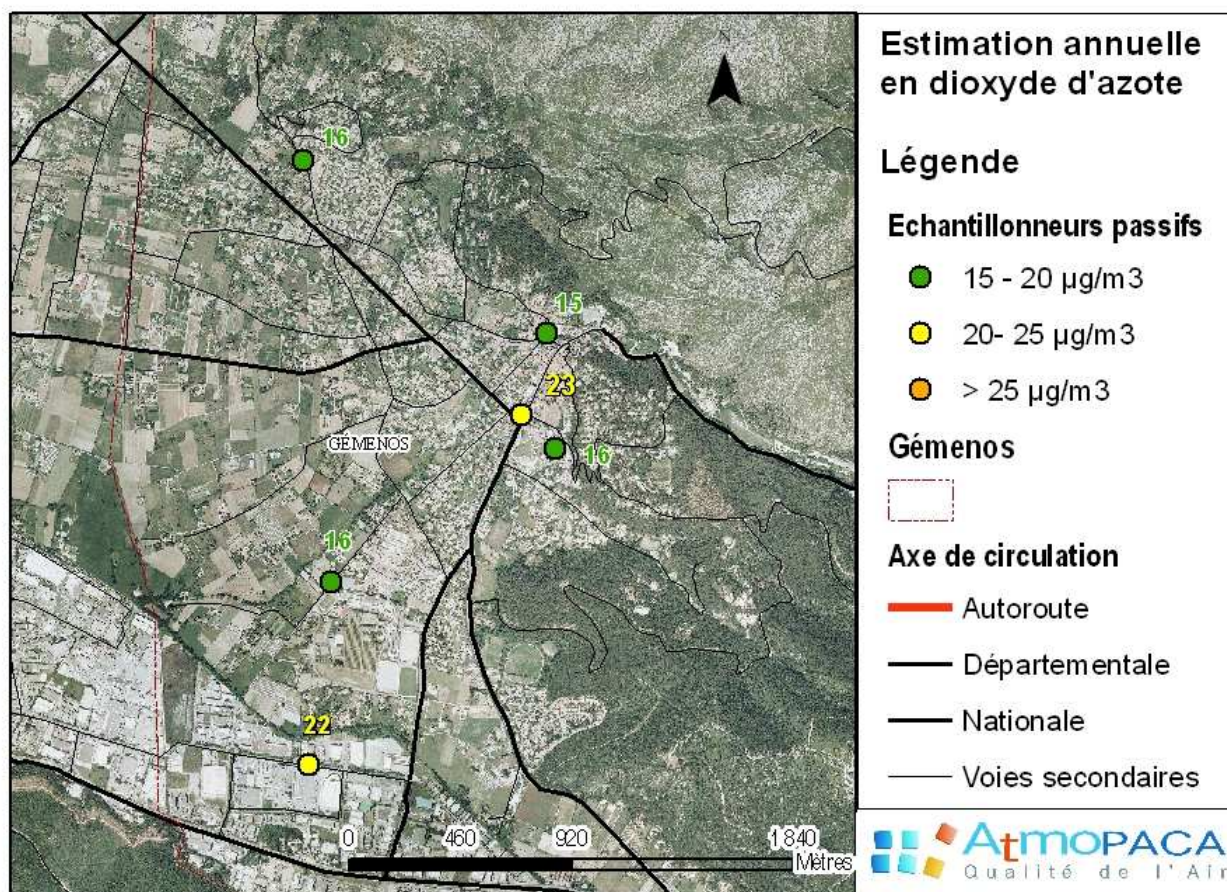 16
15
23
16
GÉMENOS
16
22
0 460 920 1 840
Mètres
N
Estimation annuelle
en dioxyde d'azote
Légende
Echantillonneurs passifs
15 - 20 µg/m3
20- 25 µg/m3
> 25 µg/m3
Gémenos
Axe de circulation
Autoroute
Départementale
Nationale
Voies secondaires
AtmoPACA
Qualité de l'Ai